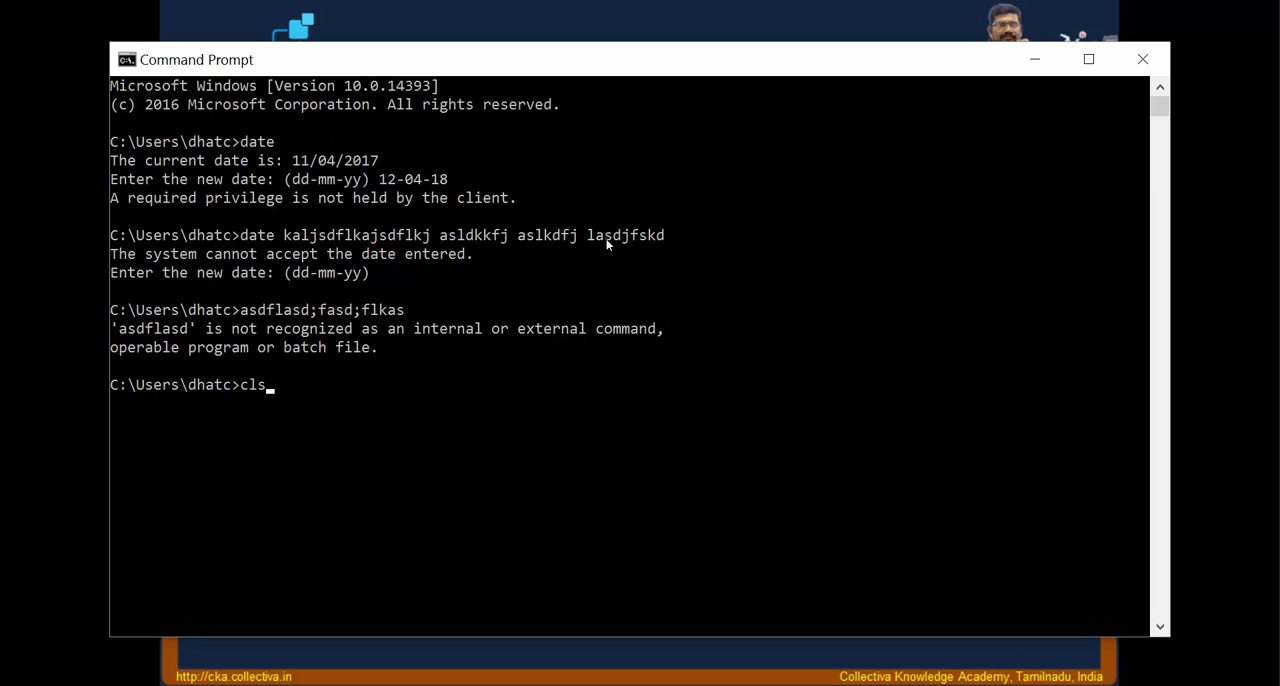 Command Prompt
Microsoft Windows [Version 10.0.14393]
(c) 2016 Microsoft Corporation. All rights reserved.
C:\Users\dhatc>date
The current date is: 11/04/2017
Enter the new date: (dd-mm-yy) 12-04-18
A required privilege is not held by the client.
C:\Users\dhatc>date kaljsdflkajsdflkj asldkkfj aslkdfj lasdjfskd
The system cannot accept the date entered.
Enter the new date: (dd-mm-yy)
C:\Users\dhatc>asdflasd;fasd;flkas
'asdflasd' is not recognized as an internal or external command,
operable program or batch file.
C:\Users\dhatc>cls
http://cka.collectiva.in
Collectiva Knowledge Academy, Tamilnadu, India